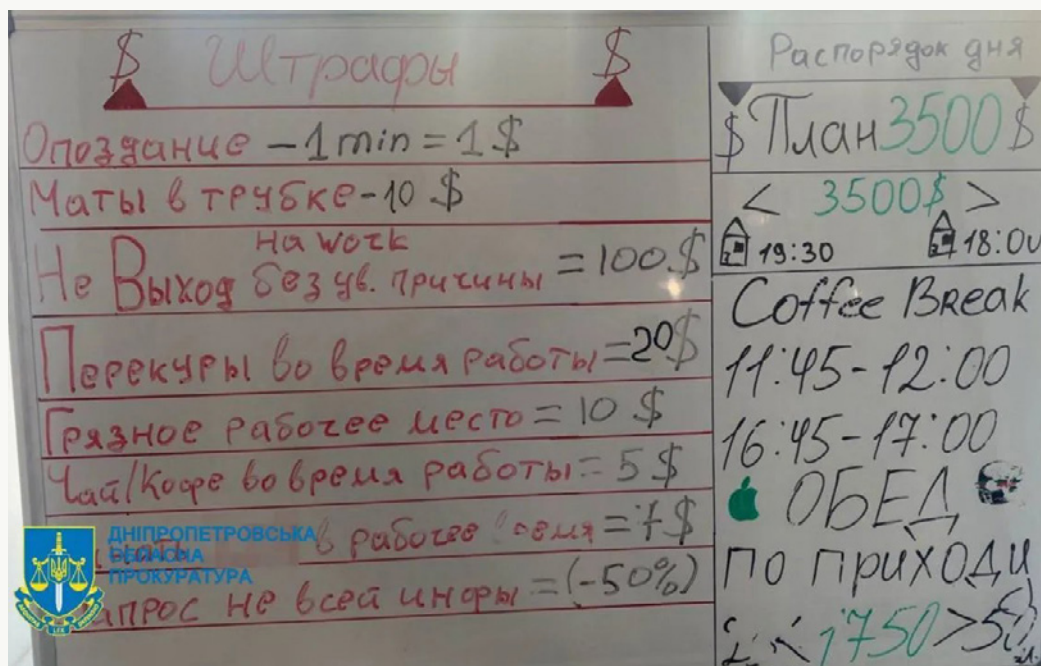 $ Штрафы $
Опоздание - 1 min = 1 $
Маты в трубке - 10 $
На work
Не Выход без ув. причины = 100 $
Перекуры во время работы = 20 $
Грязное рабочее место = 10 $
Чай/Кофе во время работы = 5 $
в рабочее время = 7 $
не всей инфы = (-50%)
ДНІПРОПЕТРОВСЬКА
ОБЛАСНА
ПРОКУРАТУРА
Распорядок дня
$ План 3500 $
< 3500$ >
19:30 18:00
Coffee Break
11:45 - 12:00
16:45 - 17:00
ОБЕД
по приходи
< 1750 >